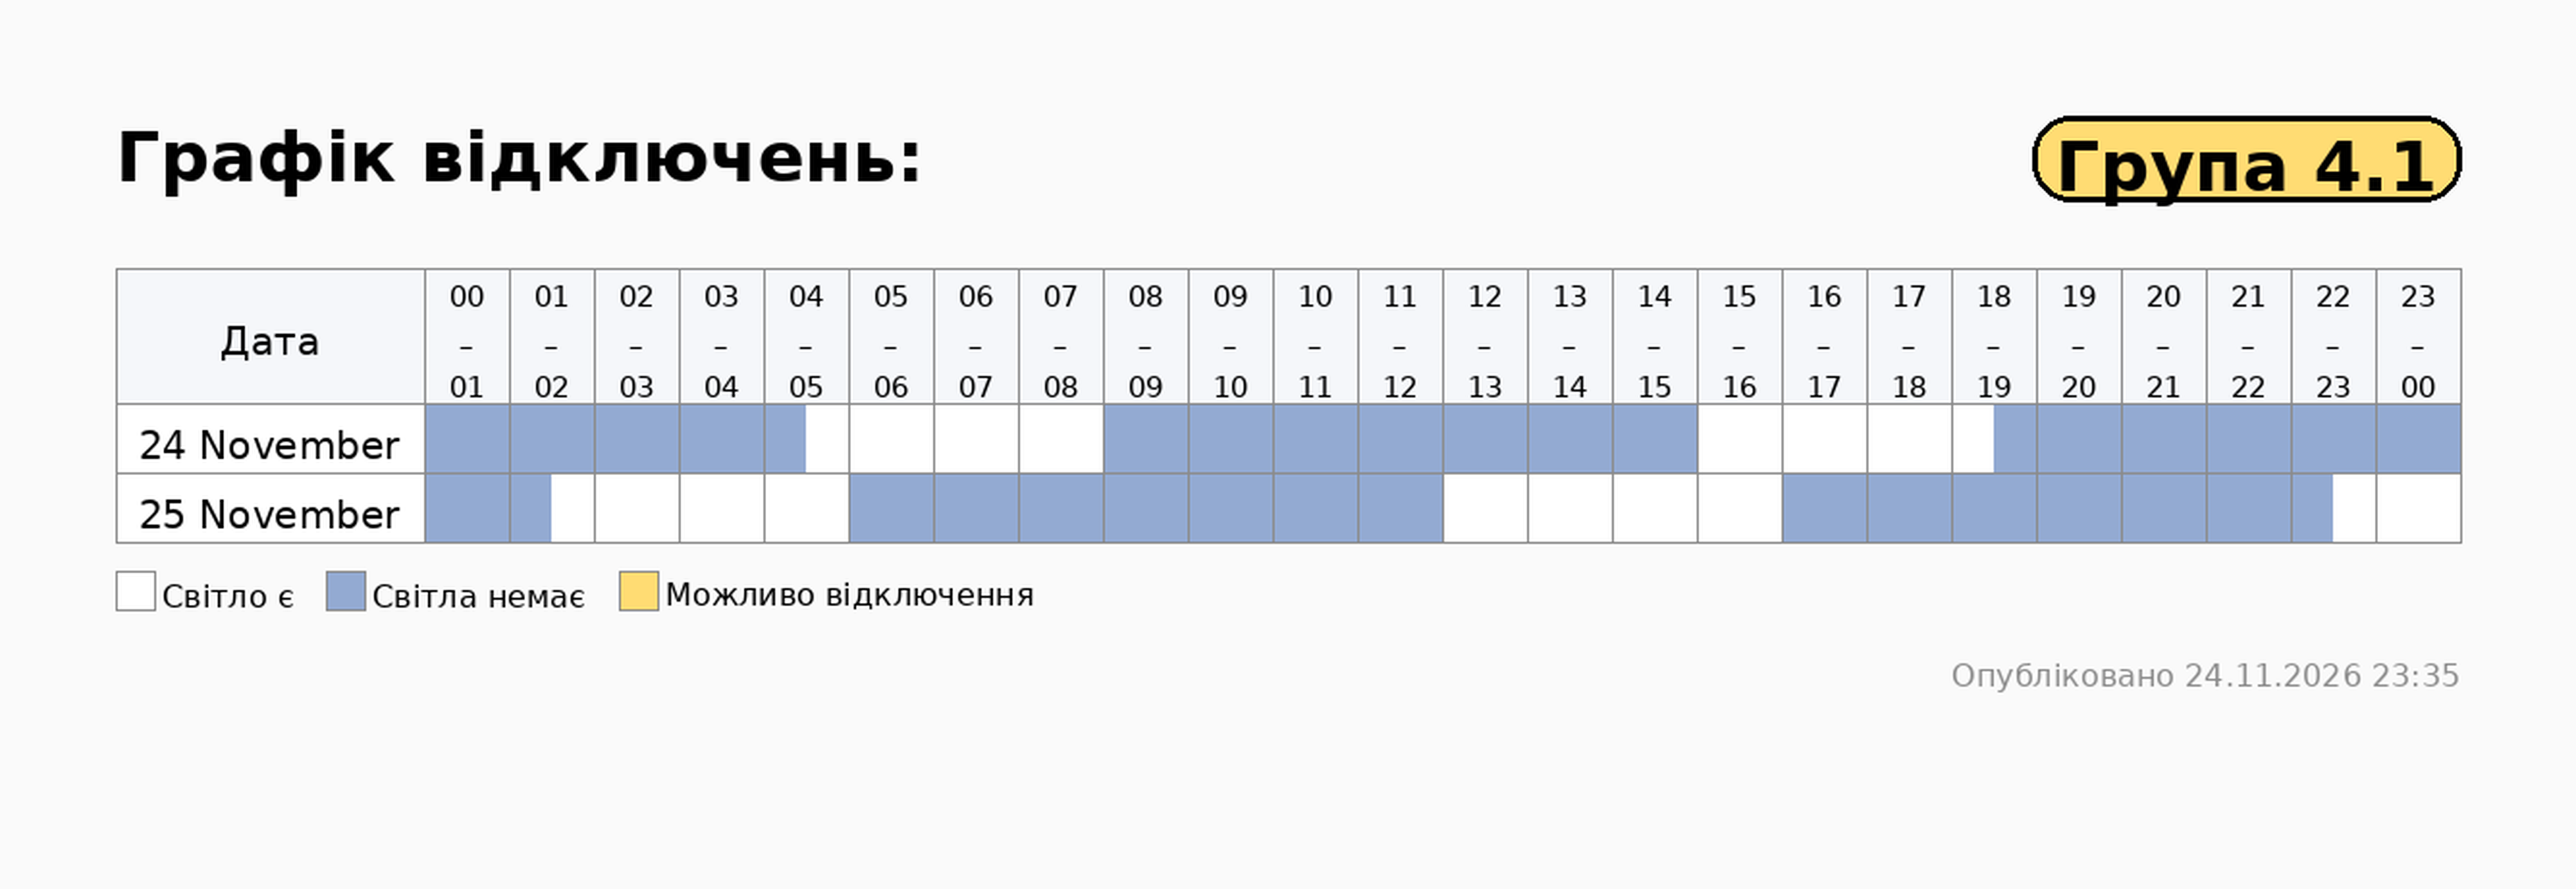 Графік відключень:
Група 4.1
Дата
00 – 01
01 – 02
02 – 03
03 – 04
04 – 05
05 – 06
06 – 07
07 – 08
08 – 09
09 – 10
10 – 11
11 – 12
12 – 13
13 – 14
14 – 15
15 – 16
16 – 17
17 – 18
18 – 19
19 – 20
20 – 21
21 – 22
22 – 23
23 – 00
24 November
25 November
Світло є
Світла немає
Можливо відключення
Опубліковано 24.11.2026 23:35